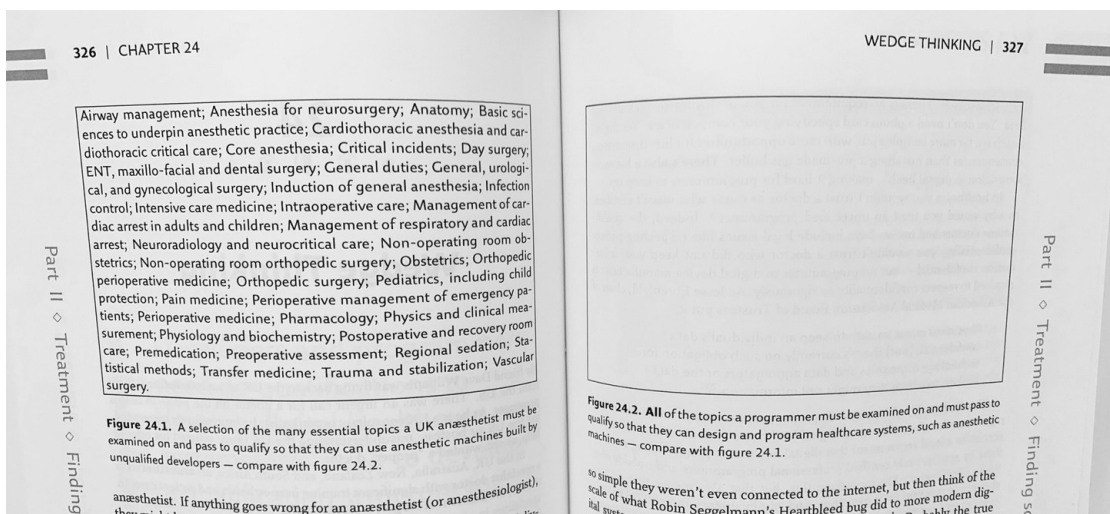 326 | CHAPTER 24
Airway management; Anesthesia for neurosurgery; Anatomy; Basic sci-
ences to underpin anesthetic practice; Cardiothoracic anesthesia and car-
diothoracic critical care; Core anesthesia; Critical incidents; Day surgery;
ENT, maxillo-facial and dental surgery; General duties; General, urologi-
cal, and gynecological surgery; Induction of general anesthesia; Infection
control; Intensive care medicine; Intraoperative care; Management of car-
diac arrest in adults and children; Management of respiratory and cardiac
arrest; Neuroradiology and neurocritical care; Non-operating room ob-
stetrics; Non-operating room orthopedic surgery; Obstetrics; Orthopedic
perioperative medicine; Orthopedic surgery; Pediatrics, including child
protection; Pain medicine; Perioperative management of emergency pa-
tients; Perioperative medicine; Pharmacology; Physics and clinical mea-
surement; Physiology and biochemistry; Postoperative and recovery room
care; Premedication; Preoperative assessment; Regional sedation; Sta-
tistical methods; Transfer medicine; Trauma and stabilization; Vascular
surgery.
Figure 24.1. A selection of the many essential topics a UK anæsthetist must be
examined on and pass to qualify so that they can use anesthetic machines built by
unqualified developers — compare with figure 24.2.
anæsthetist. If anything goes wrong for an anæsthetist (or anesthesiologist),
Part II ◇ Treatment ◇ Finding
WEDGE THINKING | 327
Figure 24.2. All of the topics a programmer must be examined on and must pass to
qualify so that they can design and program healthcare systems, such as anesthetic
machines — compare with figure 24.1.
so simple they weren't even connected to the internet, but then think of the
scale of what Robin Seggelmann's Heartbleed bug did to more modern dig-
the true
Part II ◇ Treatment ◇ Finding